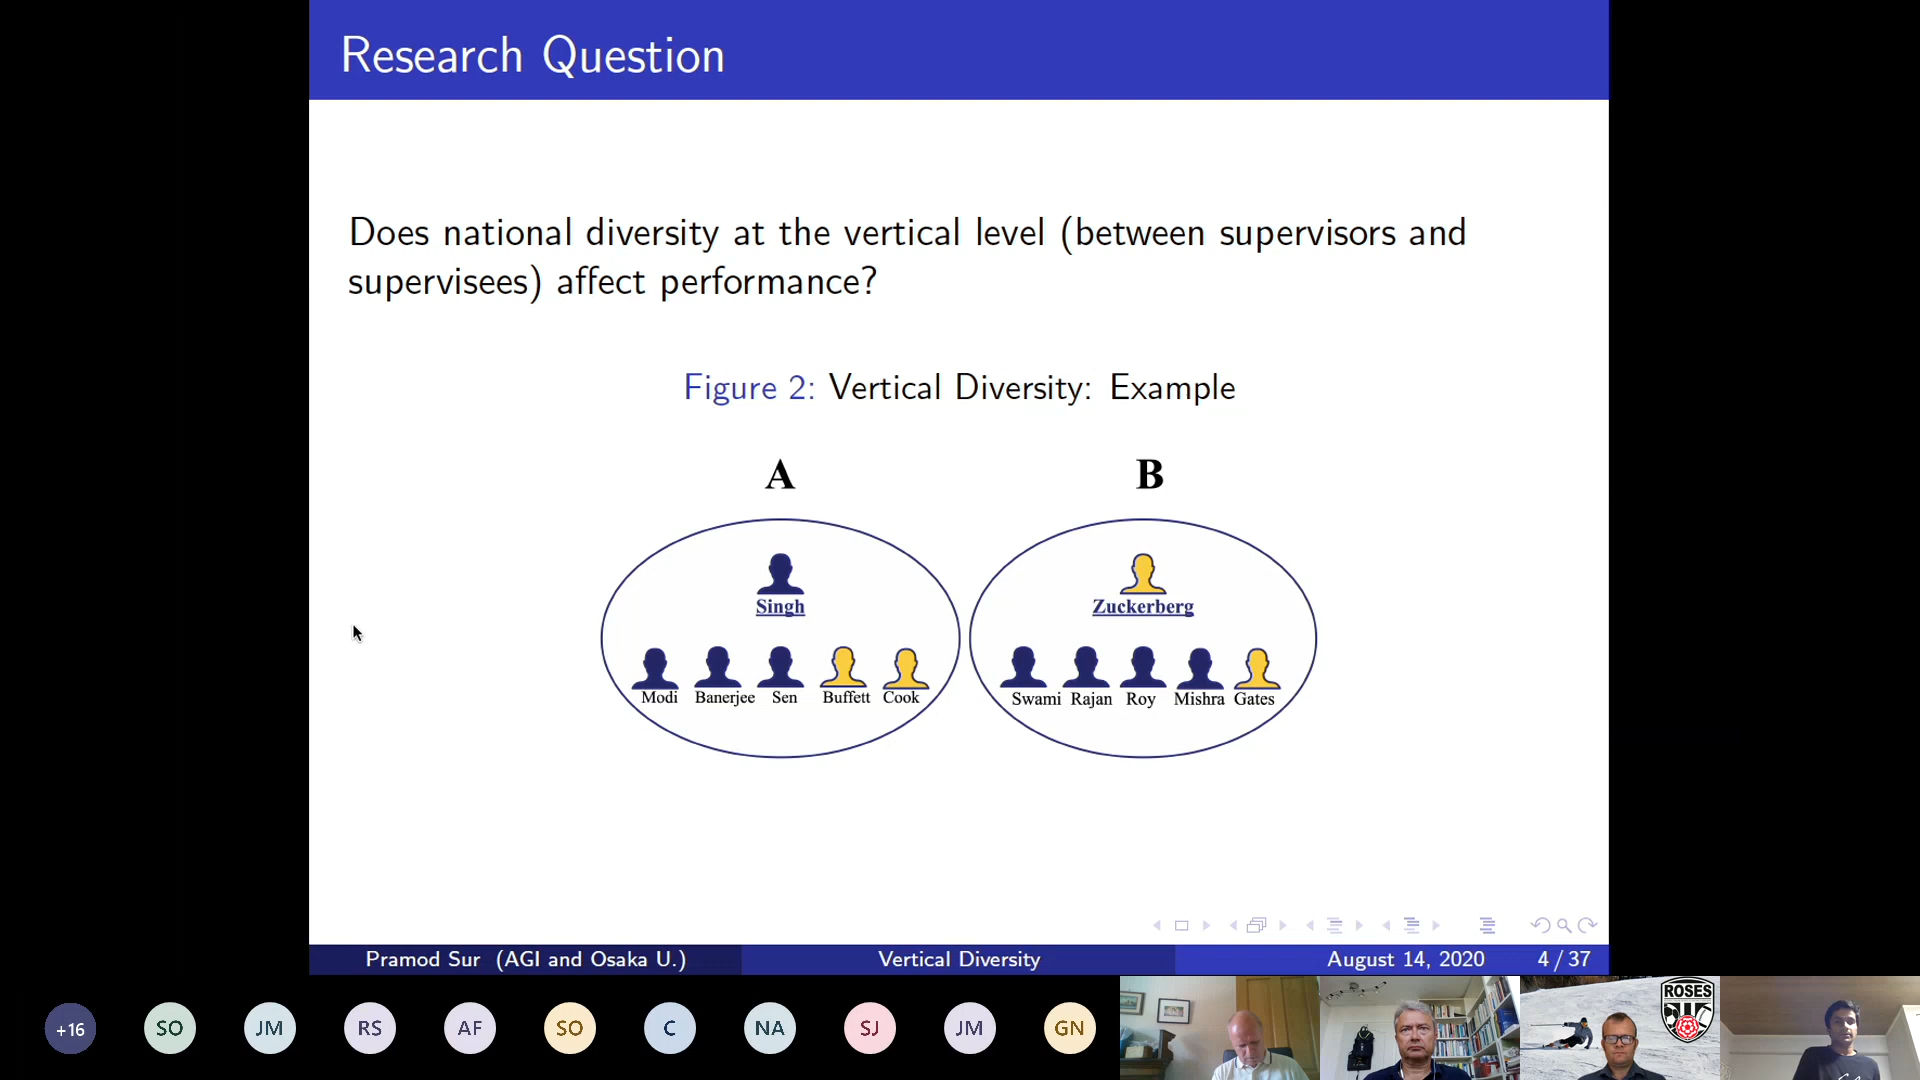 Research Question
Does national diversity at the vertical level (between supervisors and
supervisees) affect performance?
Figure 2: Vertical Diversity: Example
A
B
Singh
Zuckerberg
Modi Banerjee Sen Buffett Cook
Swami Rajan Roy Mishra Gates
Pramod Sur (AGI and Osaka U.) Vertical Diversity August 14, 2020 4 / 37
+16 SO JM RS AF SO C NA SJ JM GN
ROSES